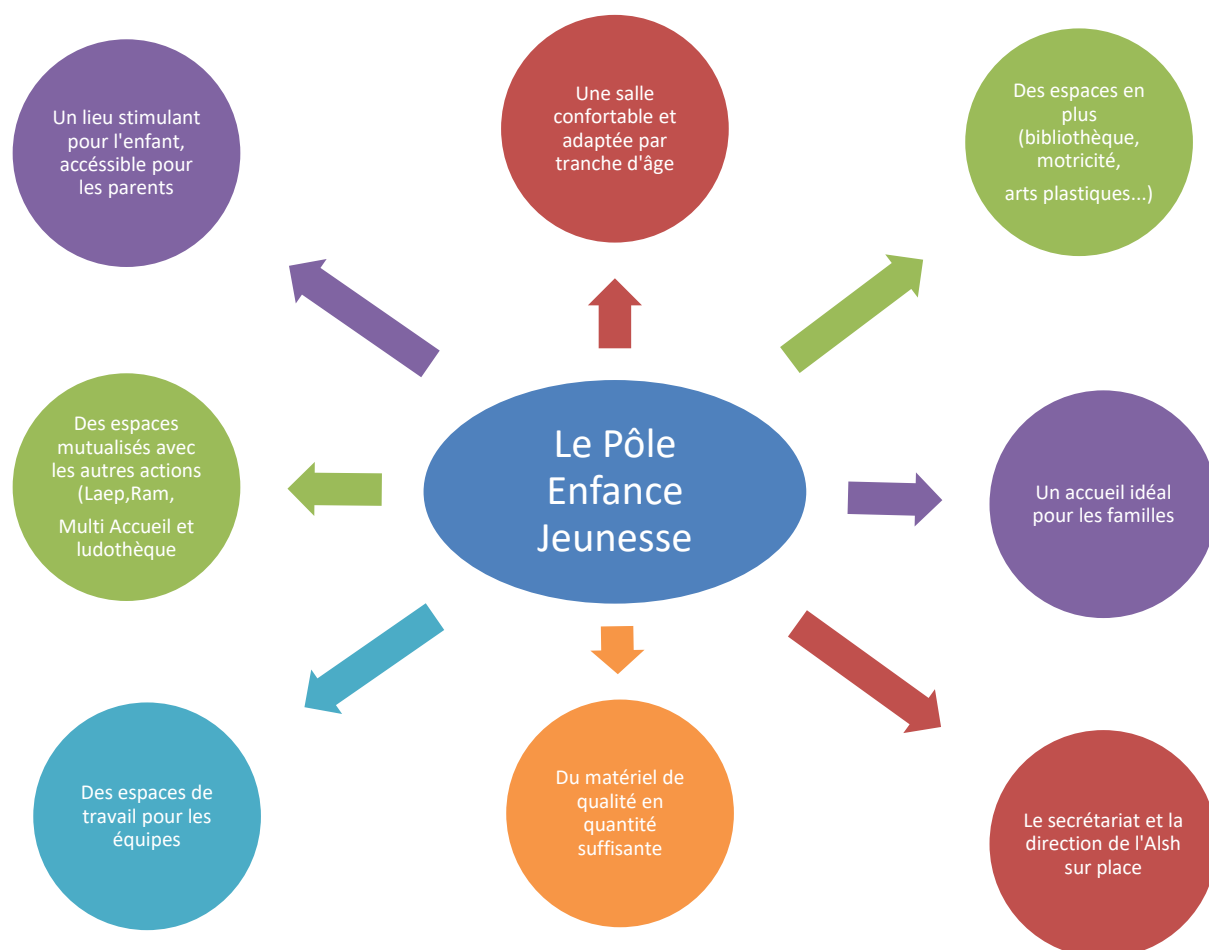 Un lieu stimulant
pour l'enfant,
accéssible pour
les parents
Une salle
confortable et
adaptée par
tranche d'âge
Des espaces en
plus
(bibliothèque,
motricité,
arts plastiques...)
Des espaces
mutualisés avec
les autres actions
(Laep,Ram,
Multi Accueil et
ludothèque
Le Pôle
Enfance
Jeunesse
Un accueil idéal
pour les familles
Des espaces de
travail pour les
équipes
Du matériel de
qualité en
quantité
suffisante
Le secrétariat et la
direction de l'Alsh
sur place